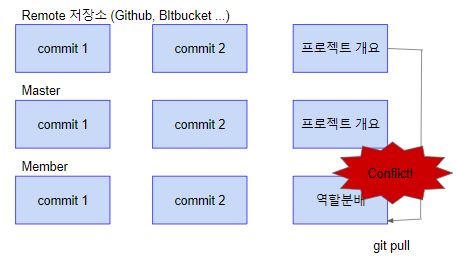 Remote 저장소 (Github, BItbucket ...)
commit 1
commit 2
프로젝트 개요
Master
commit 1
commit 2
프로젝트 개요
Member
commit 1
commit 2
Conflict!
역할분배
git pull